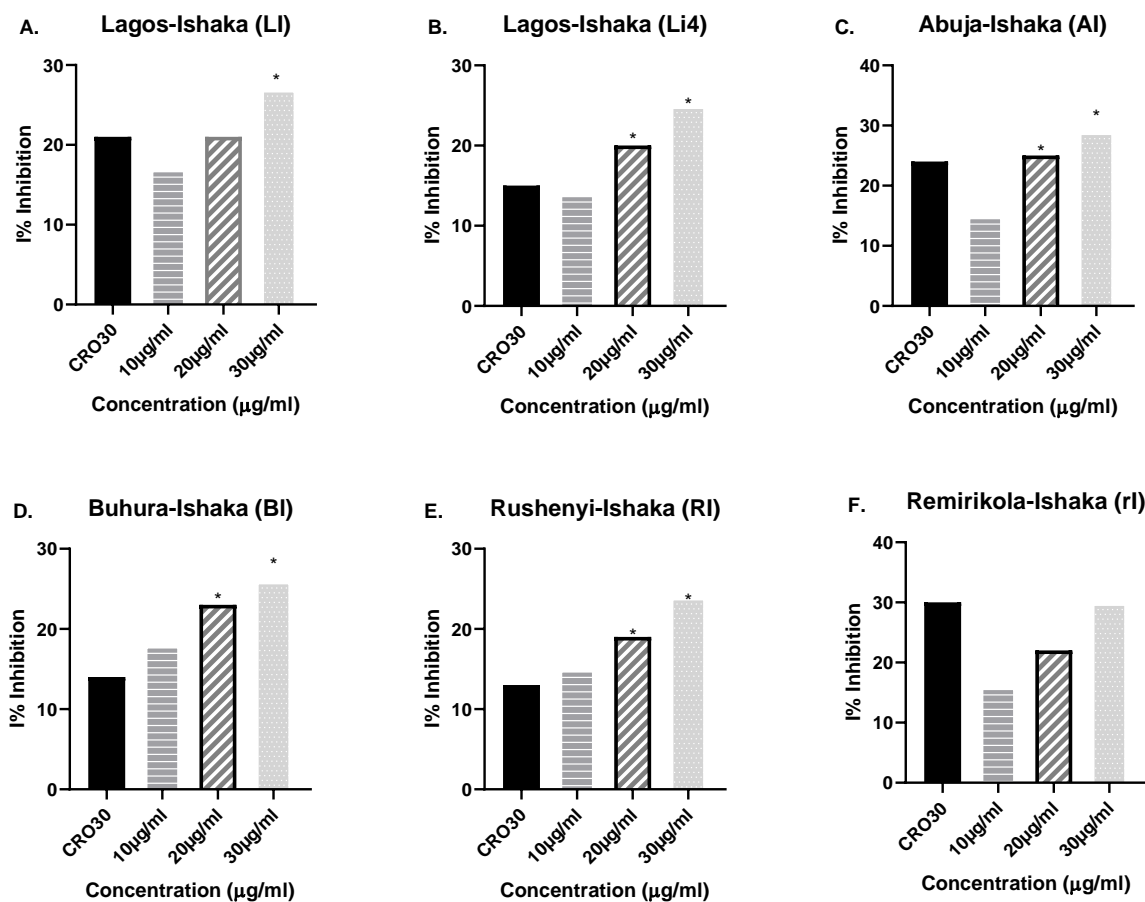 A. Lagos-Ishaka (LI)
30
20
10
0
I% Inhibition
*
CRO30
10µg/ml
20µg/ml
30µg/ml
Concentration (µg/ml)
B. Lagos-Ishaka (Li4)
30
20
10
0
I% Inhibition
*
*
CRO30
10µg/ml
20µg/ml
30µg/ml
Concentration (µg/ml)
C. Abuja-Ishaka (AI)
40
30
20
10
0
I% Inhibition
*
*
CRO30
10µg/ml
20µg/ml
30µg/ml
Concentration (µg/ml)
D. Buhura-Ishaka (BI)
30
20
10
0
I% Inhibition
*
*
CRO30
10µg/ml
20µg/ml
30µg/ml
Concentration (µg/ml)
E. Rushenyi-Ishaka (RI)
30
20
10
0
I% Inhibition
*
*
CRO30
10µg/ml
20µg/ml
30µg/ml
Concentration (µg/ml)
F. Remirikola-Ishaka (rI)
40
30
20
10
0
I% Inhibition
CRO30
10µg/ml
20µg/ml
30µg/ml
Concentration (µg/ml)